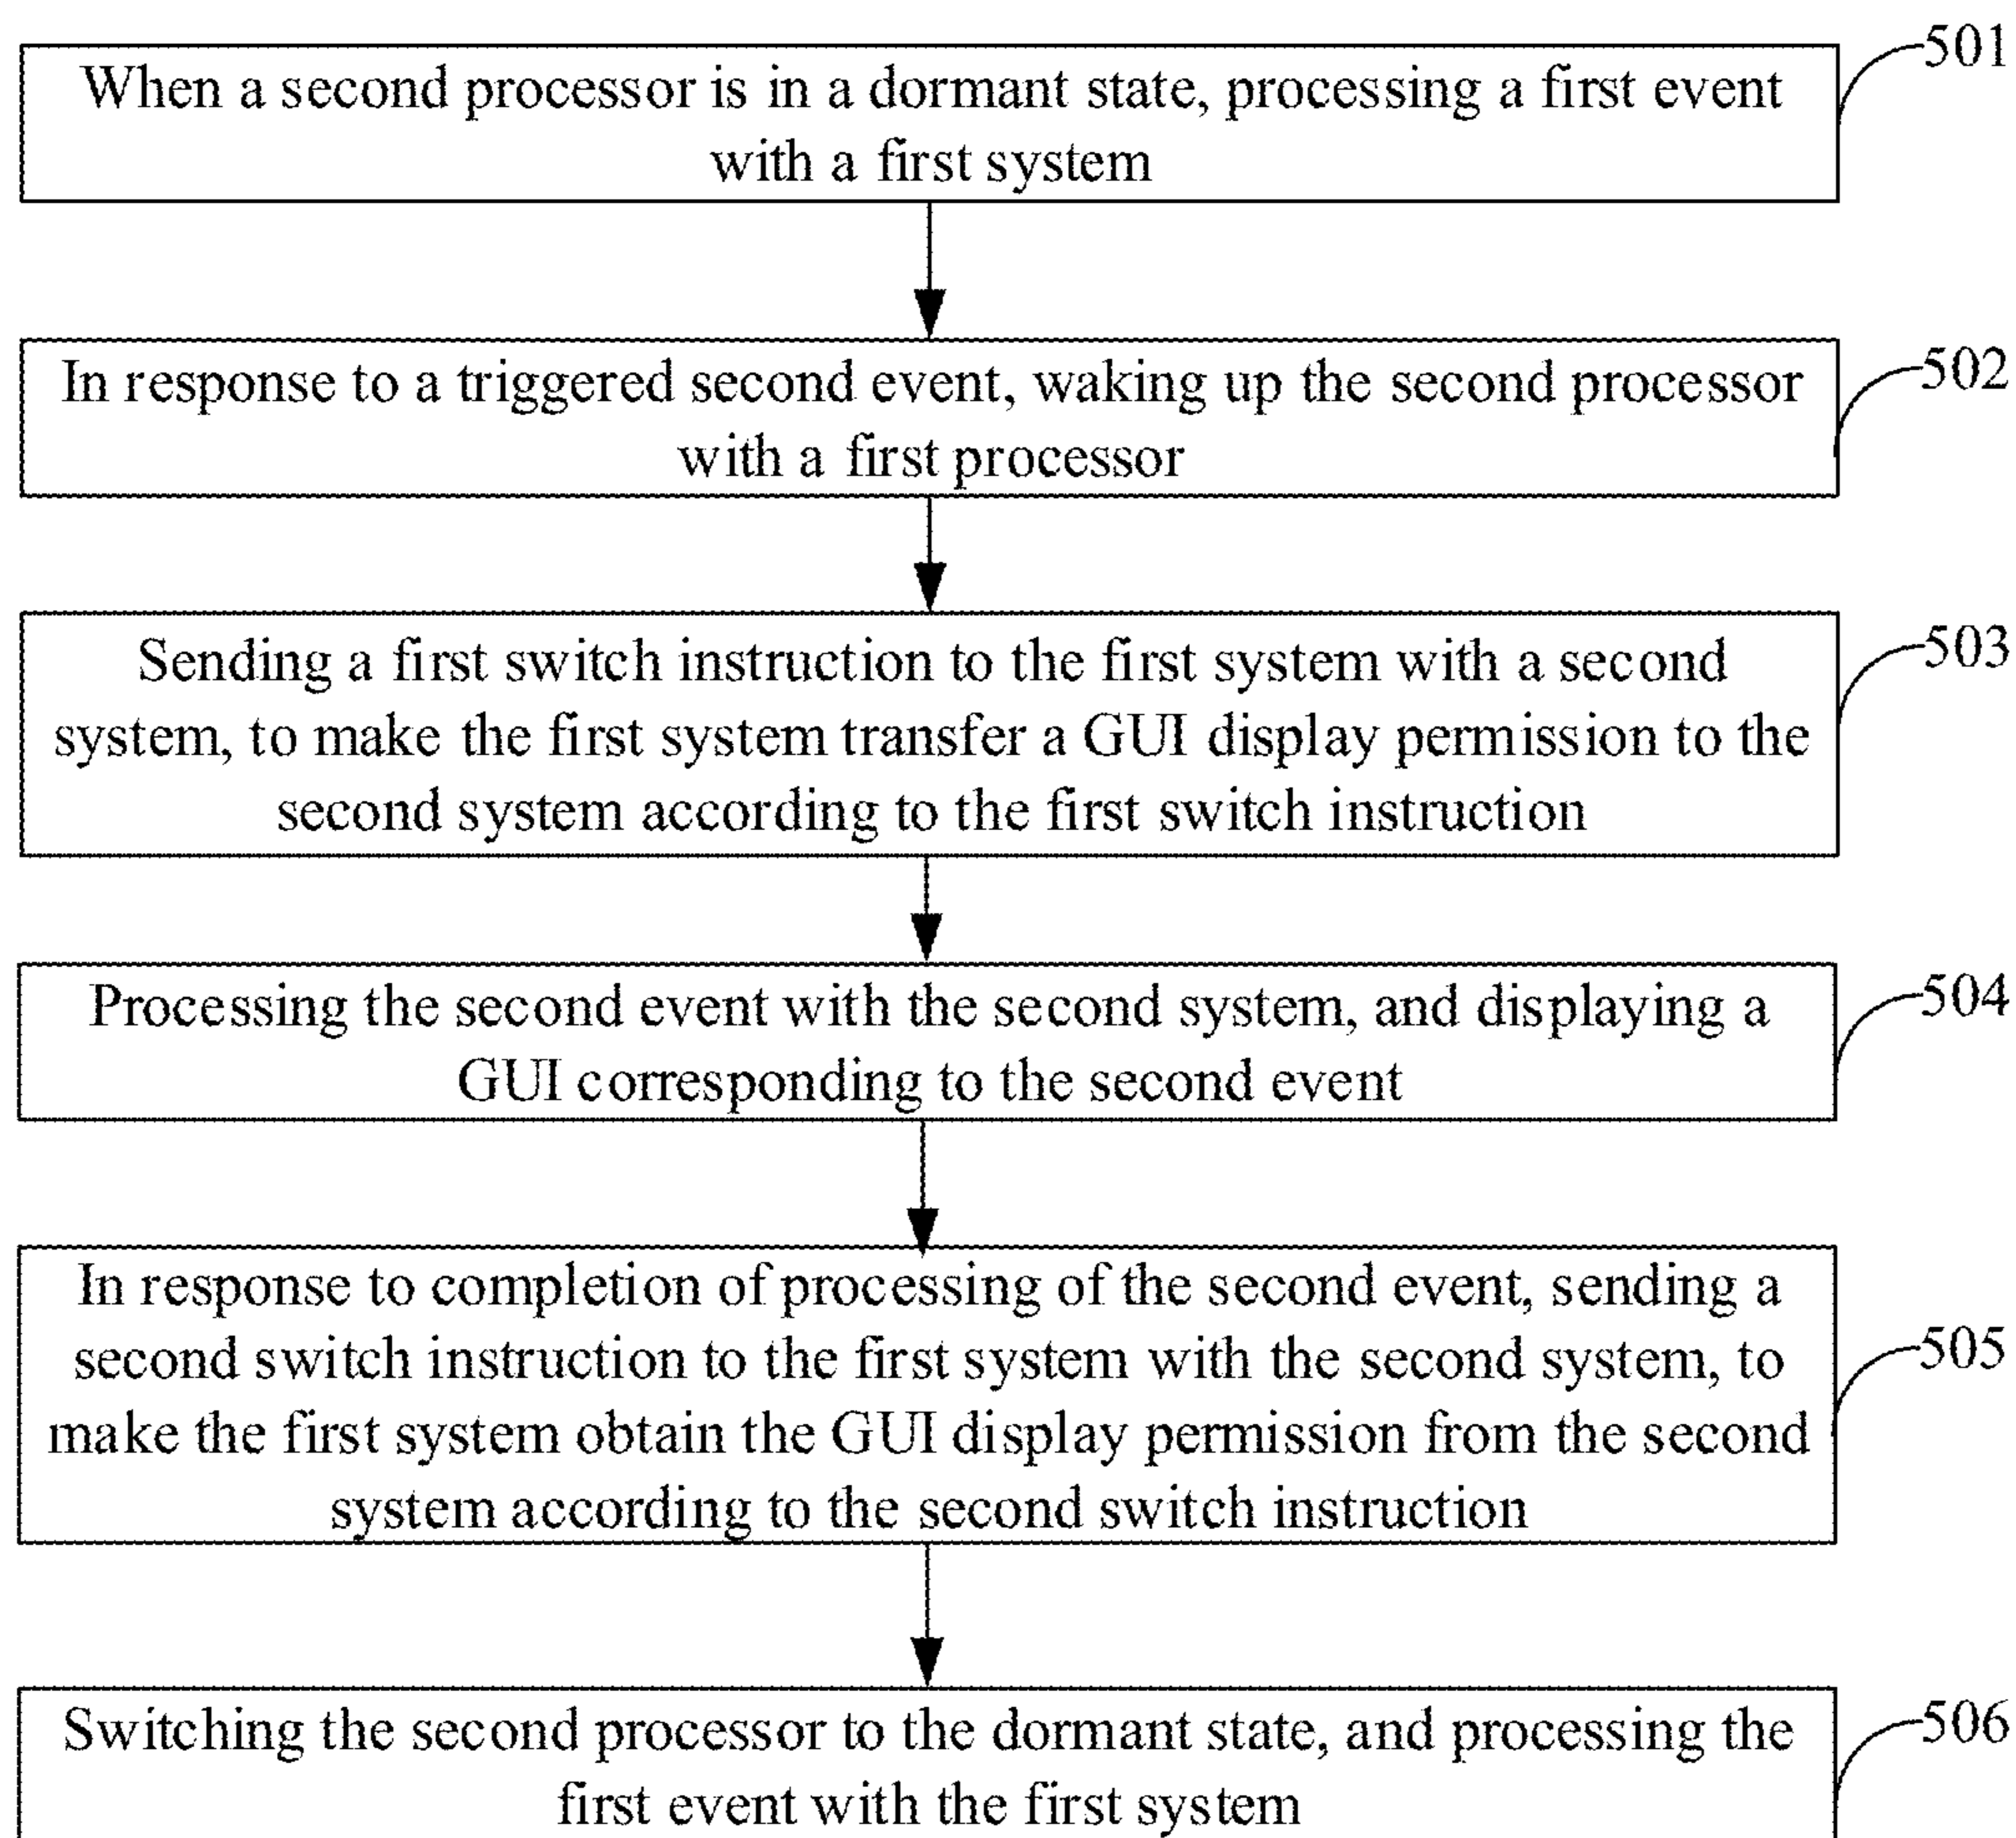 501
When a second processor is in a dormant state, processing a first event
with a first system
502
In response to a triggered second event, waking up the second processor
with a first processor
503
Sending a first switch instruction to the first system with a second
system, to make the first system transfer a GUI display permission to the
second system according to the first switch instruction
504
Processing the second event with the second system, and displaying a
GUI corresponding to the second event
505
In response to completion of processing of the second event, sending a
second switch instruction to the first system with the second system, to
make the first system obtain the GUI display permission from the second
system according to the second switch instruction
506
Switching the second processor to the dormant state, and processing the
first event with the first system